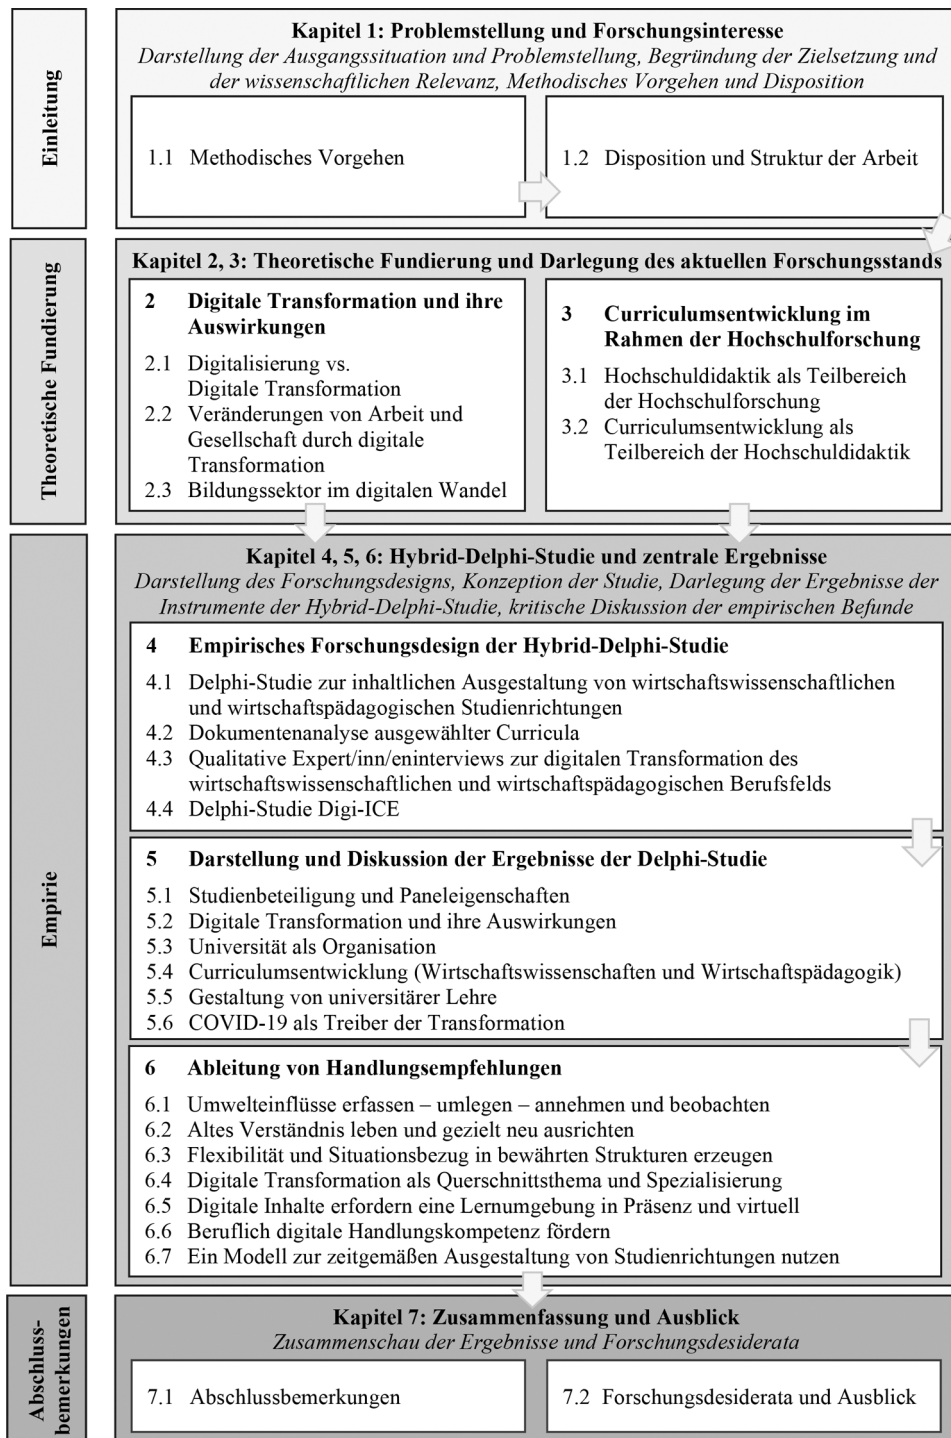 Einleitung
Kapitel 1: Problemstellung und Forschungsinteresse
Darstellung der Ausgangssituation und Problemstellung, Begründung der Zielsetzung und
der wissenschaftlichen Relevanz, Methodisches Vorgehen und Disposition
1.1 Methodisches Vorgehen
1.2 Disposition und Struktur der Arbeit
Theoretische Fundierung
Kapitel 2, 3: Theoretische Fundierung und Darlegung des aktuellen Forschungsstands
2 Digitale Transformation und ihre
Auswirkungen
2.1 Digitalisierung vs.
Digitale Transformation
2.2 Veränderungen von Arbeit und
Gesellschaft durch digitale
Transformation
2.3 Bildungssektor im digitalen Wandel
3 Curriculumsentwicklung im
Rahmen der Hochschulforschung
3.1 Hochschuldidaktik als Teilbereich
der Hochschulforschung
3.2 Curriculumsentwicklung als
Teilbereich der Hochschuldidaktik
Empirie
Kapitel 4, 5, 6: Hybrid-Delphi-Studie und zentrale Ergebnisse
Darstellung des Forschungsdesigns, Konzeption der Studie, Darlegung der Ergebnisse der
Instrumente der Hybrid-Delphi-Studie, kritische Diskussion der empirischen Befunde
4 Empirisches Forschungsdesign der Hybrid-Delphi-Studie
4.1 Delphi-Studie zur inhaltlichen Ausgestaltung von wirtschaftswissenschaftlichen
und wirtschaftspädagogischen Studienrichtungen
4.2 Dokumentenanalyse ausgewählter Curricula
4.3 Qualitative Expert/inn/eninterviews zur digitalen Transformation des
wirtschaftswissenschaftlichen und wirtschaftspädagogischen Berufsfelds
4.4 Delphi-Studie Digi-ICE
5 Darstellung und Diskussion der Ergebnisse der Delphi-Studie
5.1 Studienbeteiligung und Paneleigenschaften
5.2 Digitale Transformation und ihre Auswirkungen
5.3 Universität als Organisation
5.4 Curriculumsentwicklung (Wirtschaftswissenschaften und Wirtschaftspädagogik)
5.5 Gestaltung von universitärer Lehre
5.6 COVID-19 als Treiber der Transformation
6 Ableitung von Handlungsempfehlungen
6.1 Umwelteinflüsse erfassen – umlegen – annehmen und beobachten
6.2 Altes Verständnis leben und gezielt neu ausrichten
6.3 Flexibilität und Situationsbezug in bewährten Strukturen erzeugen
6.4 Digitale Transformation als Querschnittsthema und Spezialisierung
6.5 Digitale Inhalte erfordern eine Lernumgebung in Präsenz und virtuell
6.6 Beruflich digitale Handlungskompetenz fördern
6.7 Ein Modell zur zeitgemäßen Ausgestaltung von Studienrichtungen nutzen
Abschluss-
bemerkungen
Kapitel 7: Zusammenfassung und Ausblick
Zusammenschau der Ergebnisse und Forschungsdesiderata
7.1 Abschlussbemerkungen
7.2 Forschungsdesiderata und Ausblick